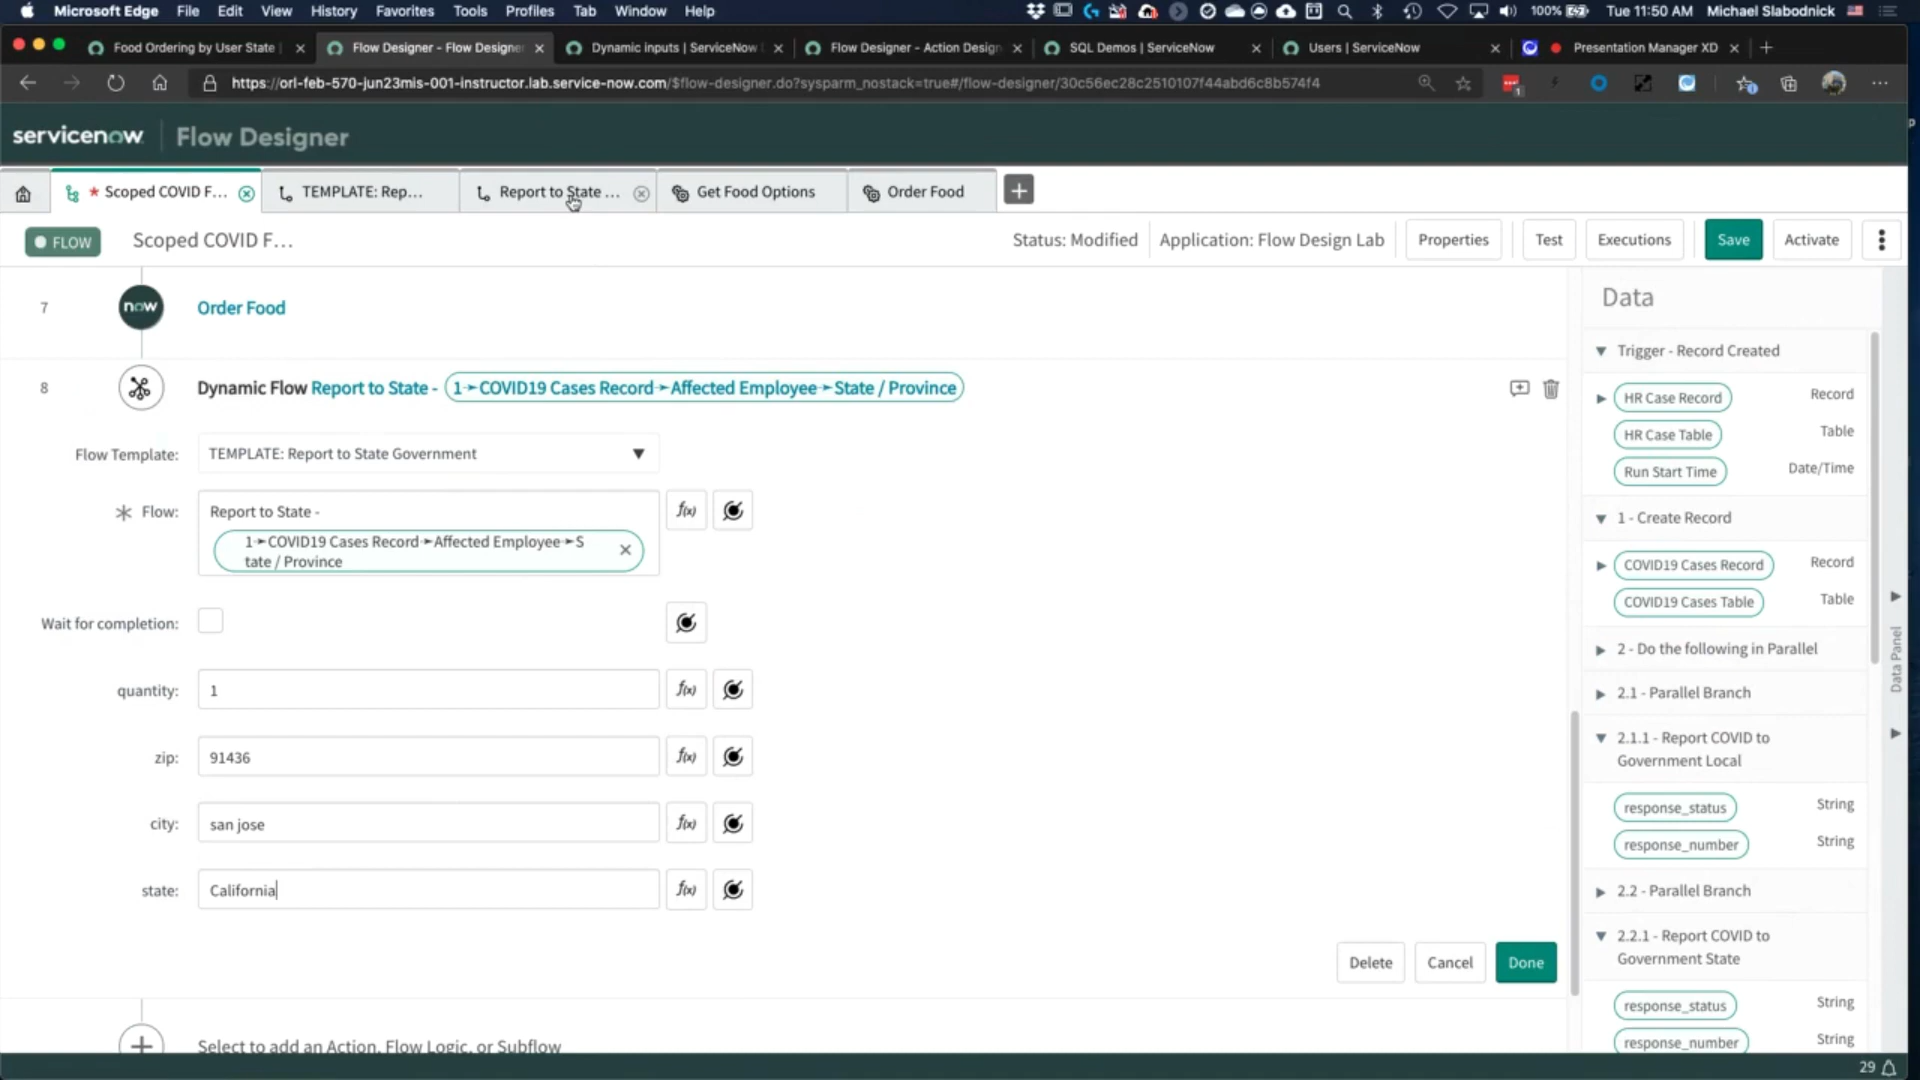 Microsoft Edge File Edit View History Favorites Tools Profiles Tab Window Help 100% Tue 11:50 AM Michael Slabodnick
Food Ordering by User State | Flow Designer - Flow Designer Dynamic inputs | ServiceNow Flow Designer - Action Design SQL Demos | ServiceNow Users | ServiceNow Presentation Manager XD
https://orl-feb-570-jun23mis-001-instructor.lab.service-now.com/$flow-designer.do?sysparm_nostack=true#/flow-designer/30c56ec28c2510107f44abd6c8b574f4 1
servicenow Flow Designer
* Scoped COVID F... TEMPLATE: Rep... Report to State ... Get Food Options Order Food
FLOW Scoped COVID F... Status: Modified Application: Flow Design Lab Properties Test Executions Save Activate
7 now Order Food
8 Dynamic Flow Report to State - 1➛COVID19 Cases Record➛Affected Employee➛State / Province
Flow Template: TEMPLATE: Report to State Government
Flow: Report to State -
1➛COVID19 Cases Record➛Affected Employee➛S
tate / Province
f(x)
Wait for completion:
quantity: 1 f(x)
zip: 91436 f(x)
city: san jose f(x)
state: California f(x)
Delete Cancel Done
Select to add an Action, Flow Logic, or Subflow
Data
Trigger - Record Created
HR Case Record Record
HR Case Table Table
Run Start Time Date/Time
1 - Create Record
COVID19 Cases Record Record
COVID19 Cases Table Table
2 - Do the following in Parallel
2.1 - Parallel Branch
2.1.1 - Report COVID to
Government Local
response_status String
response_number String
2.2 - Parallel Branch
2.2.1 - Report COVID to
Government State
response_status String
response_number String
Data Panel
29